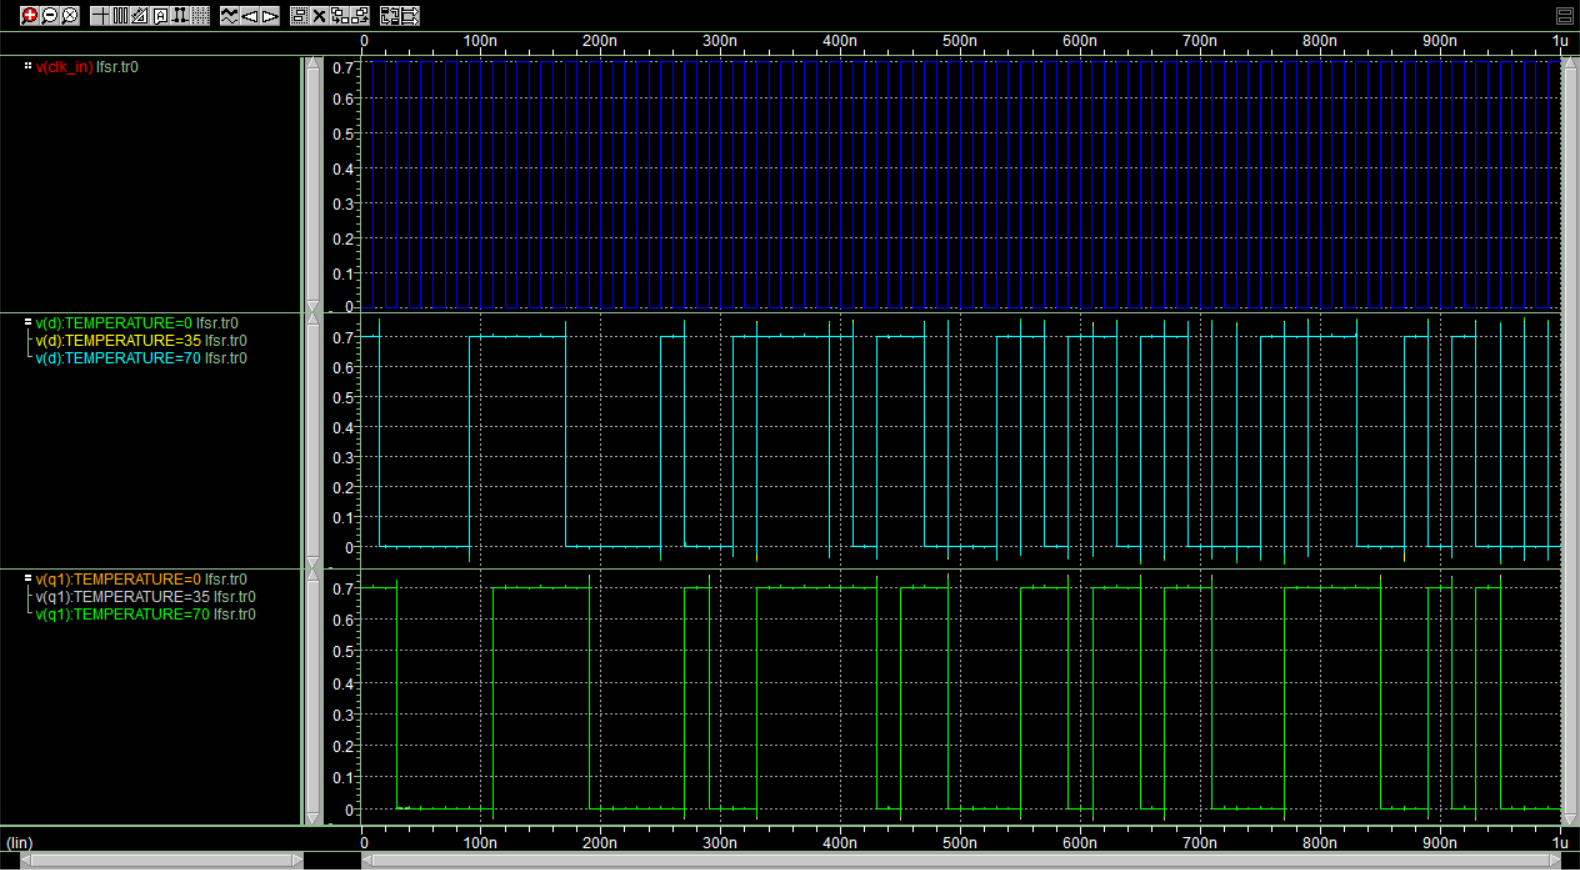 0 100n 200n 300n 400n 500n 600n 700n 800n 900n 1u
v(clk_in) lfsr.tr0
0.7
0.6
0.5
0.4
0.3
0.2
0.1
0
v(d):TEMPERATURE=0 lfsr.tr0
v(d):TEMPERATURE=35 lfsr.tr0
v(d):TEMPERATURE=70 lfsr.tr0
0.7
0.6
0.5
0.4
0.3
0.2
0.1
0
v(q1):TEMPERATURE=0 lfsr.tr0
v(q1):TEMPERATURE=35 lfsr.tr0
v(q1):TEMPERATURE=70 lfsr.tr0
0.7
0.6
0.5
0.4
0.3
0.2
0.1
0
(lin) 0 100n 200n 300n 400n 500n 600n 700n 800n 900n 1u